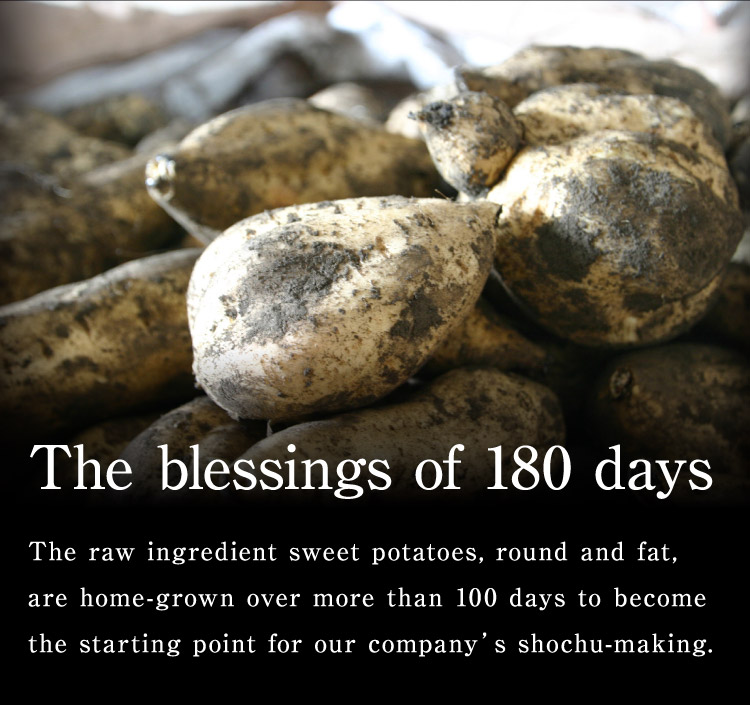 The blessings of 180 days
The raw ingredient sweet potatoes, round and fat,
are home-grown over more than 100 days to become
the starting point for our company’s shochu-making.